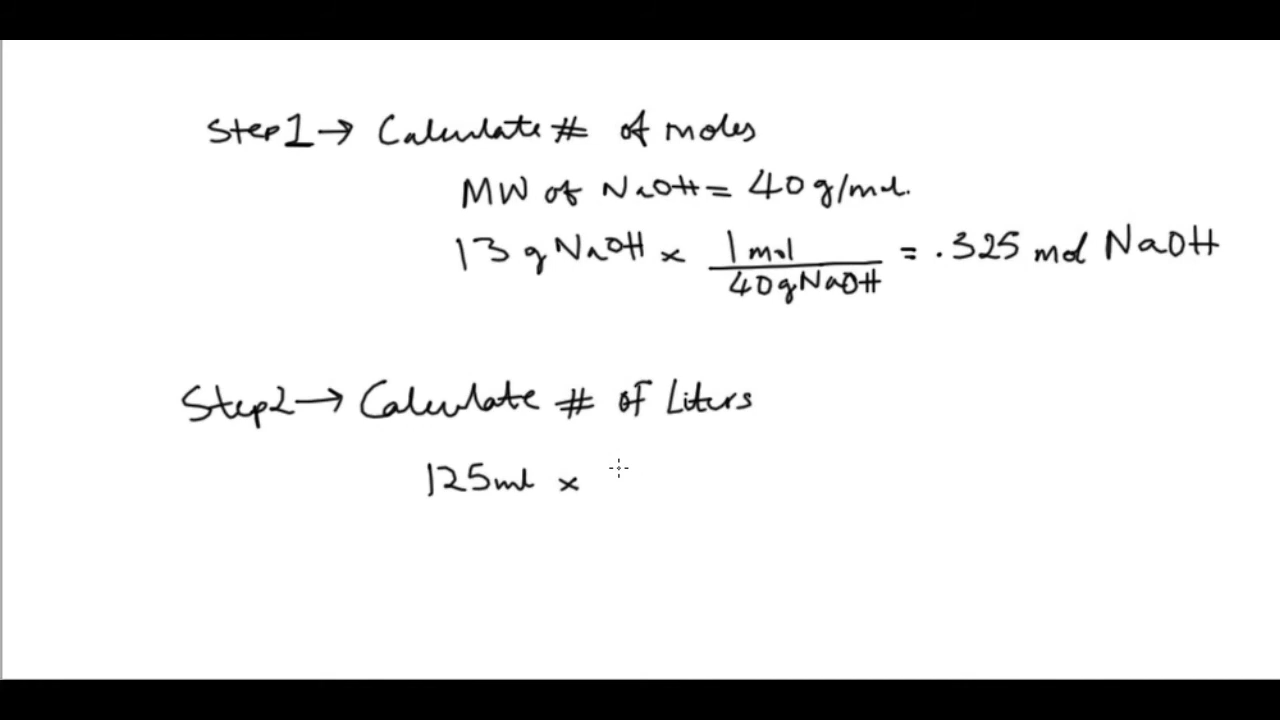 Step1 → Calculate # of moles
MW of NaOH = 40 g/mol.
13 g NaOH × 1 mol / 40 g NaOH = .325 mol NaOH
Step2 → Calculate # of Liters
125ml ×